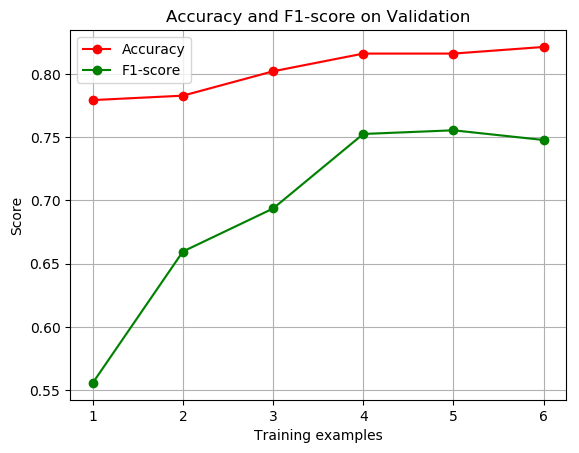 Accuracy and F1-score on Validation
Accuracy
F1-score
0.80
0.75
0.70
0.65
0.60
0.55
Score
1 2 3 4 5 6
Training examples